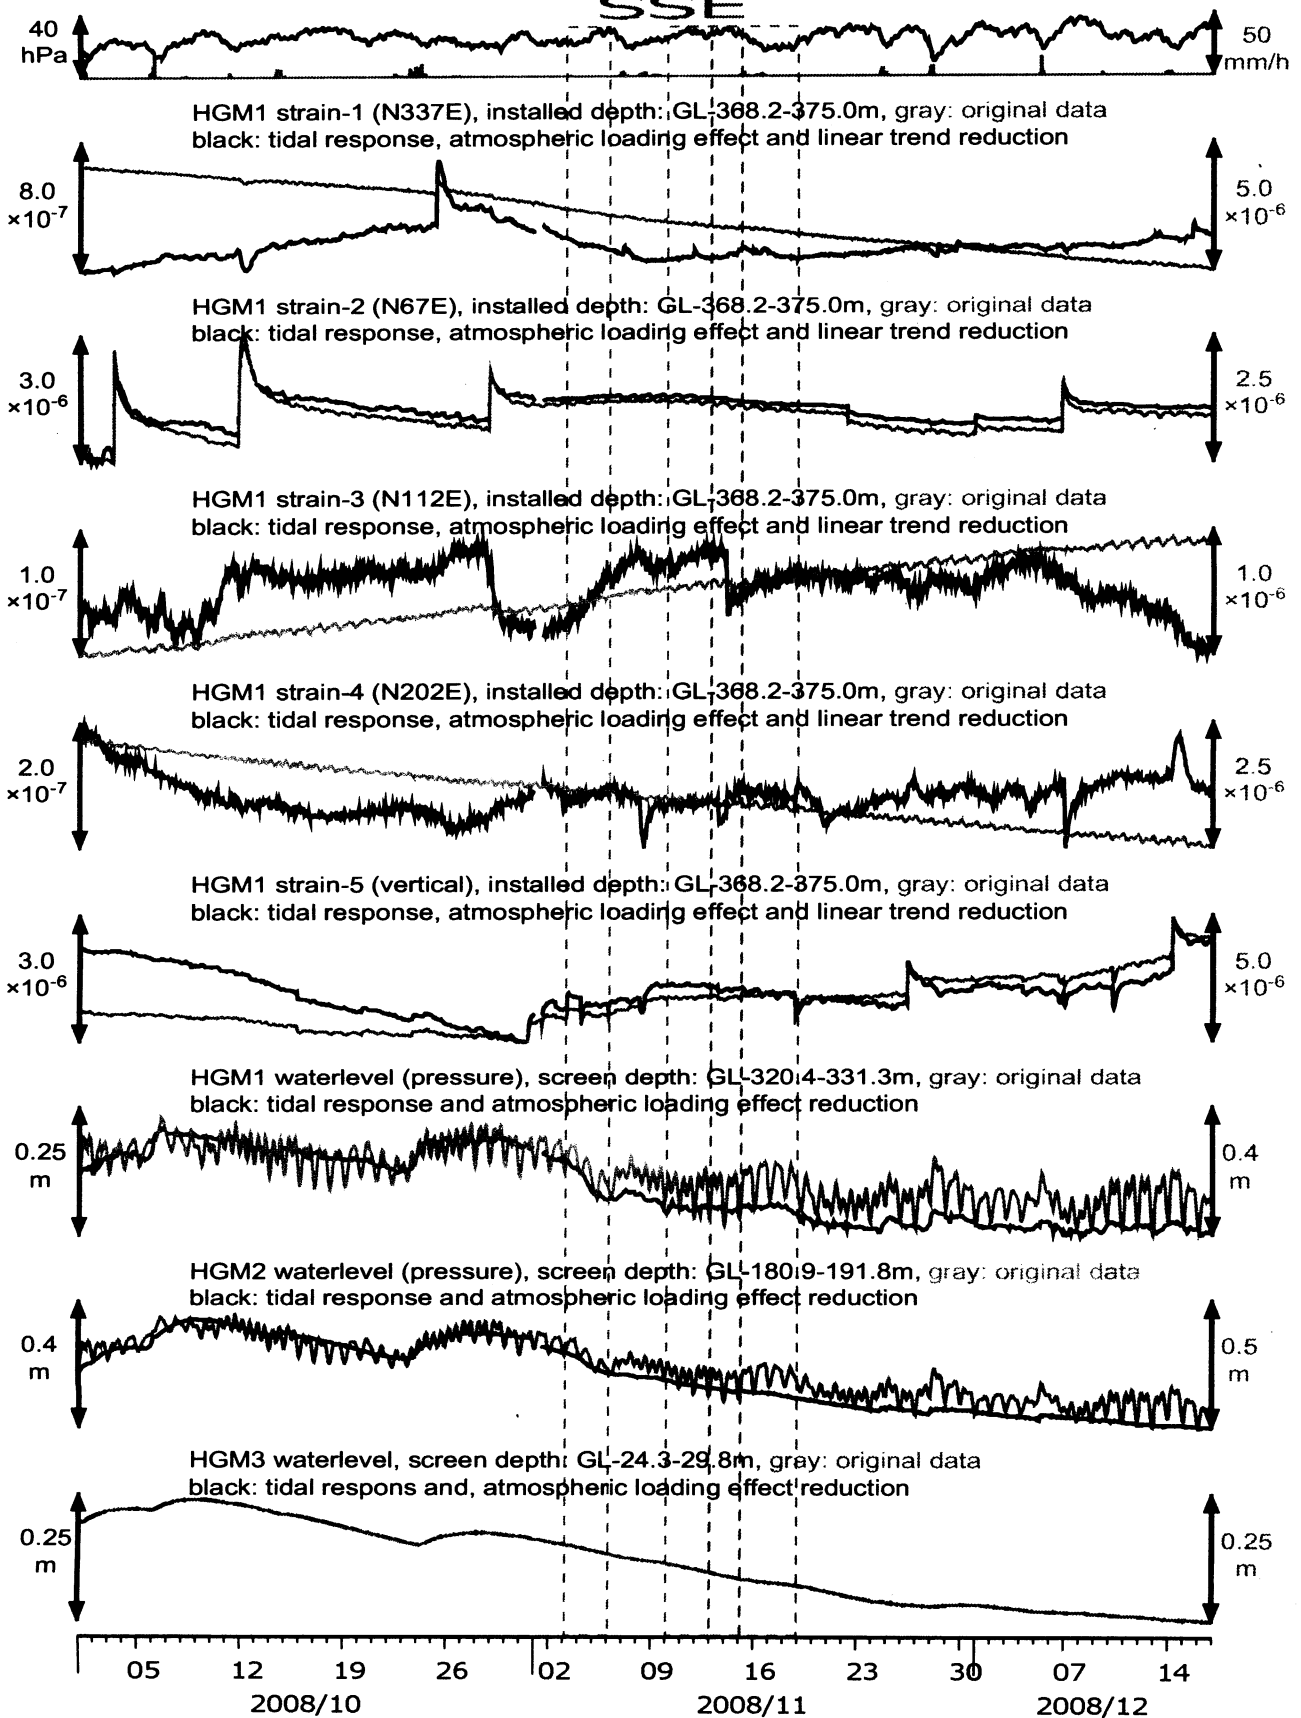 SSE
40
hPa
50
mm/h
HGM1 strain-1 (N337E), installed depth: GL-368.2-375.0m, gray: original data
black: tidal response, atmospheric loading effect and linear trend reduction
8.0
×10-7
5.0
×10-6
HGM1 strain-2 (N67E), installed depth: GL-368.2-375.0m, gray: original data
black: tidal response, atmospheric loading effect and linear trend reduction
3.0
×10-6
2.5
×10-6
HGM1 strain-3 (N112E), installed depth: GL-368.2-375.0m, gray: original data
black: tidal response, atmospheric loading effect and linear trend reduction
1.0
×10-7
1.0
×10-6
HGM1 strain-4 (N202E), installed depth: GL-368.2-375.0m, gray: original data
black: tidal response, atmospheric loading effect and linear trend reduction
2.0
×10-7
2.5
×10-6
HGM1 strain-5 (vertical), installed depth: GL-368.2-375.0m, gray: original data
black: tidal response, atmospheric loading effect and linear trend reduction
3.0
×10-6
5.0
×10-6
HGM1 waterlevel (pressure), screen depth: GL-320.4-331.3m, gray: original data
black: tidal response and atmospheric loading effect reduction
0.25
m
0.4
m
HGM2 waterlevel (pressure), screen depth: GL-180.9-191.8m, gray: original data
black: tidal response and atmospheric loading effect reduction
0.4
m
0.5
m
HGM3 waterlevel, screen depth: GL-24.3-29.8m, gray: original data
black: tidal respons and, atmospheric loading effect reduction
0.25
m
0.25
m
05 12 19 26 02 09 16 23 30 07 14
2008/10 2008/11 2008/12